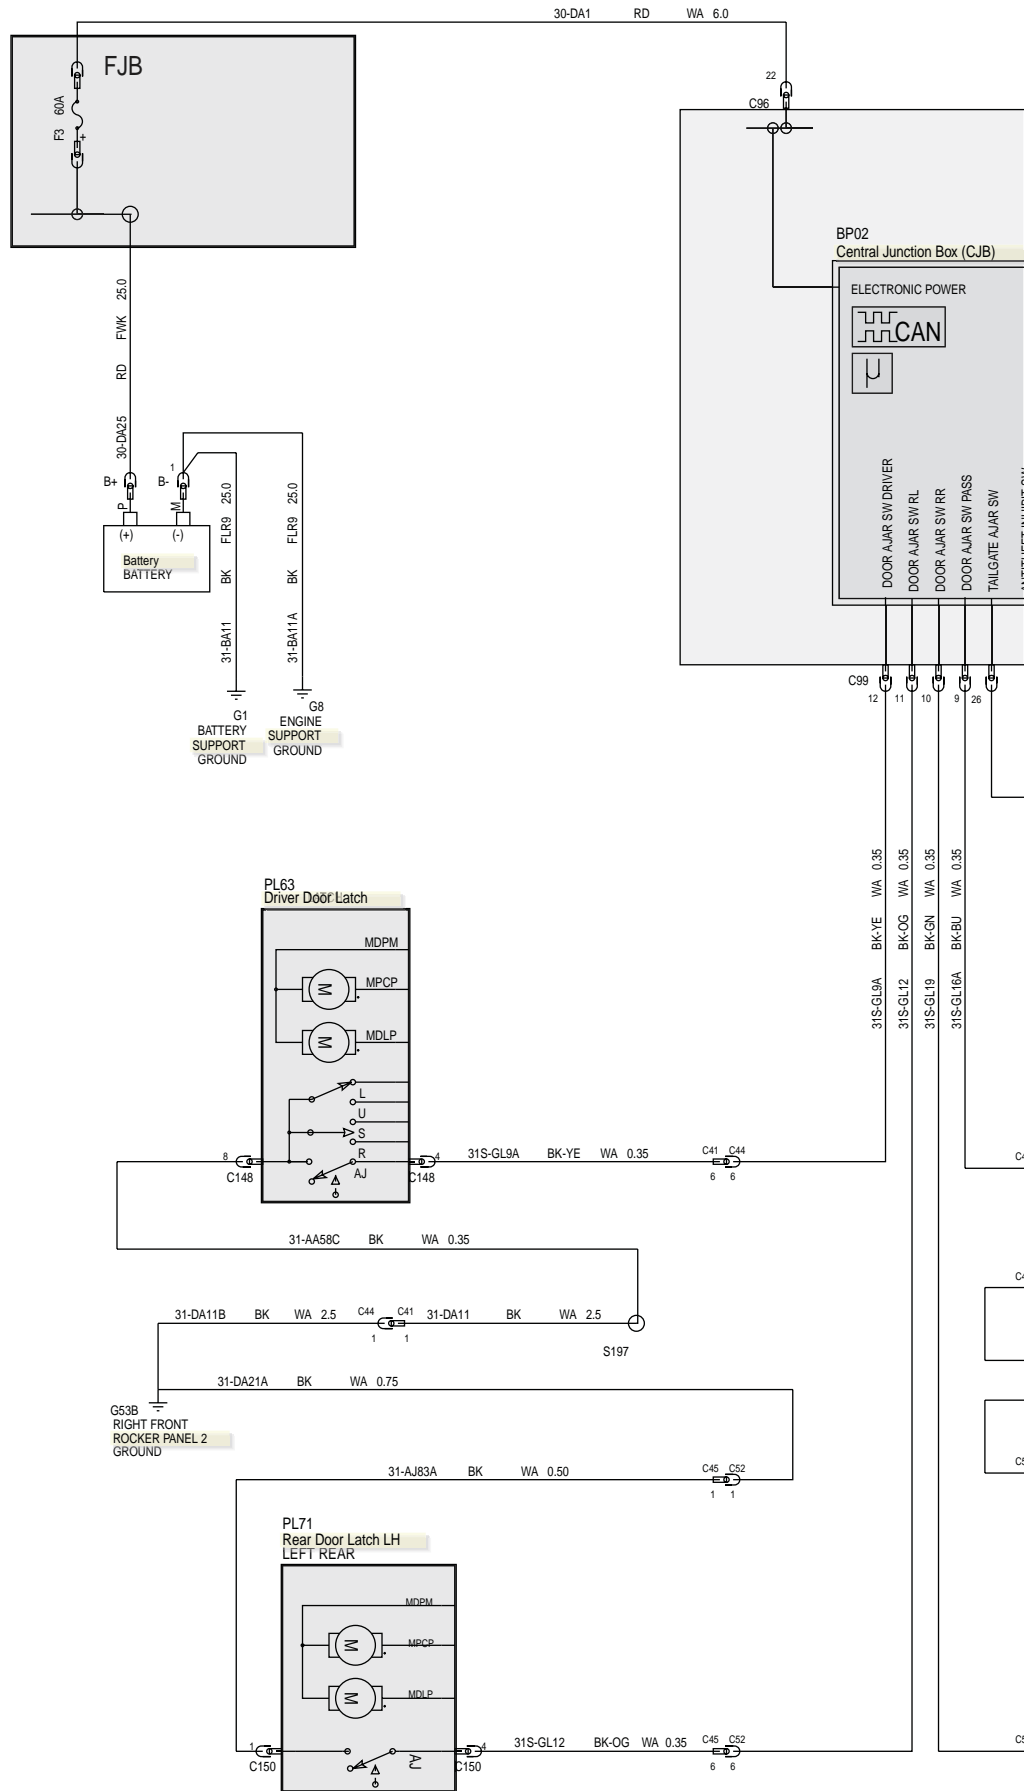 30-DA1 RD WA 6.0
FJB
F3 60A
+
22
C96
BP02
Central Junction Box (CJB)
ELECTRONIC POWER
CAN
µ
DOOR AJAR SW DRIVER
DOOR AJAR SW RL
DOOR AJAR SW RR
DOOR AJAR SW PASS
TAILGATE AJAR SW
30-DA25 RD FWK 25.0
B+
B-
1
P
M
(+)
(-)
Battery
BATTERY
31-BA11 BK FLR9 25.0
31-BA11A BK FLR9 25.0
G1
BATTERY
SUPPORT
GROUND
G8
ENGINE
SUPPORT
GROUND
C99
12
11
10
9
26
31S-GL9A BK-YE WA 0.35
31S-GL12 BK-OG WA 0.35
31S-GL19 BK-GN WA 0.35
31S-GL16A BK-BU WA 0.35
PL63
Driver Door Latch
MDPM
M
MPCP
M
MDLP
L
U
S
R
AJ
8
C148
4
C148
31S-GL9A BK-YE WA 0.35
C41 C44
6 6
31-AA58C BK WA 0.35
31-DA11B BK WA 2.5
C44 C41
1 1
31-DA11 BK WA 2.5
S197
31-DA21A BK WA 0.75
G53B
RIGHT FRONT
ROCKER PANEL 2
GROUND
31-AJ83A BK WA 0.50
C45 C52
1 1
PL71
Rear Door Latch LH
LEFT REAR
MDPM
M
MPCP
M
MDLP
AJ
1
C150
4
C150
31S-GL12 BK-OG WA 0.35
C45 C52
6 6